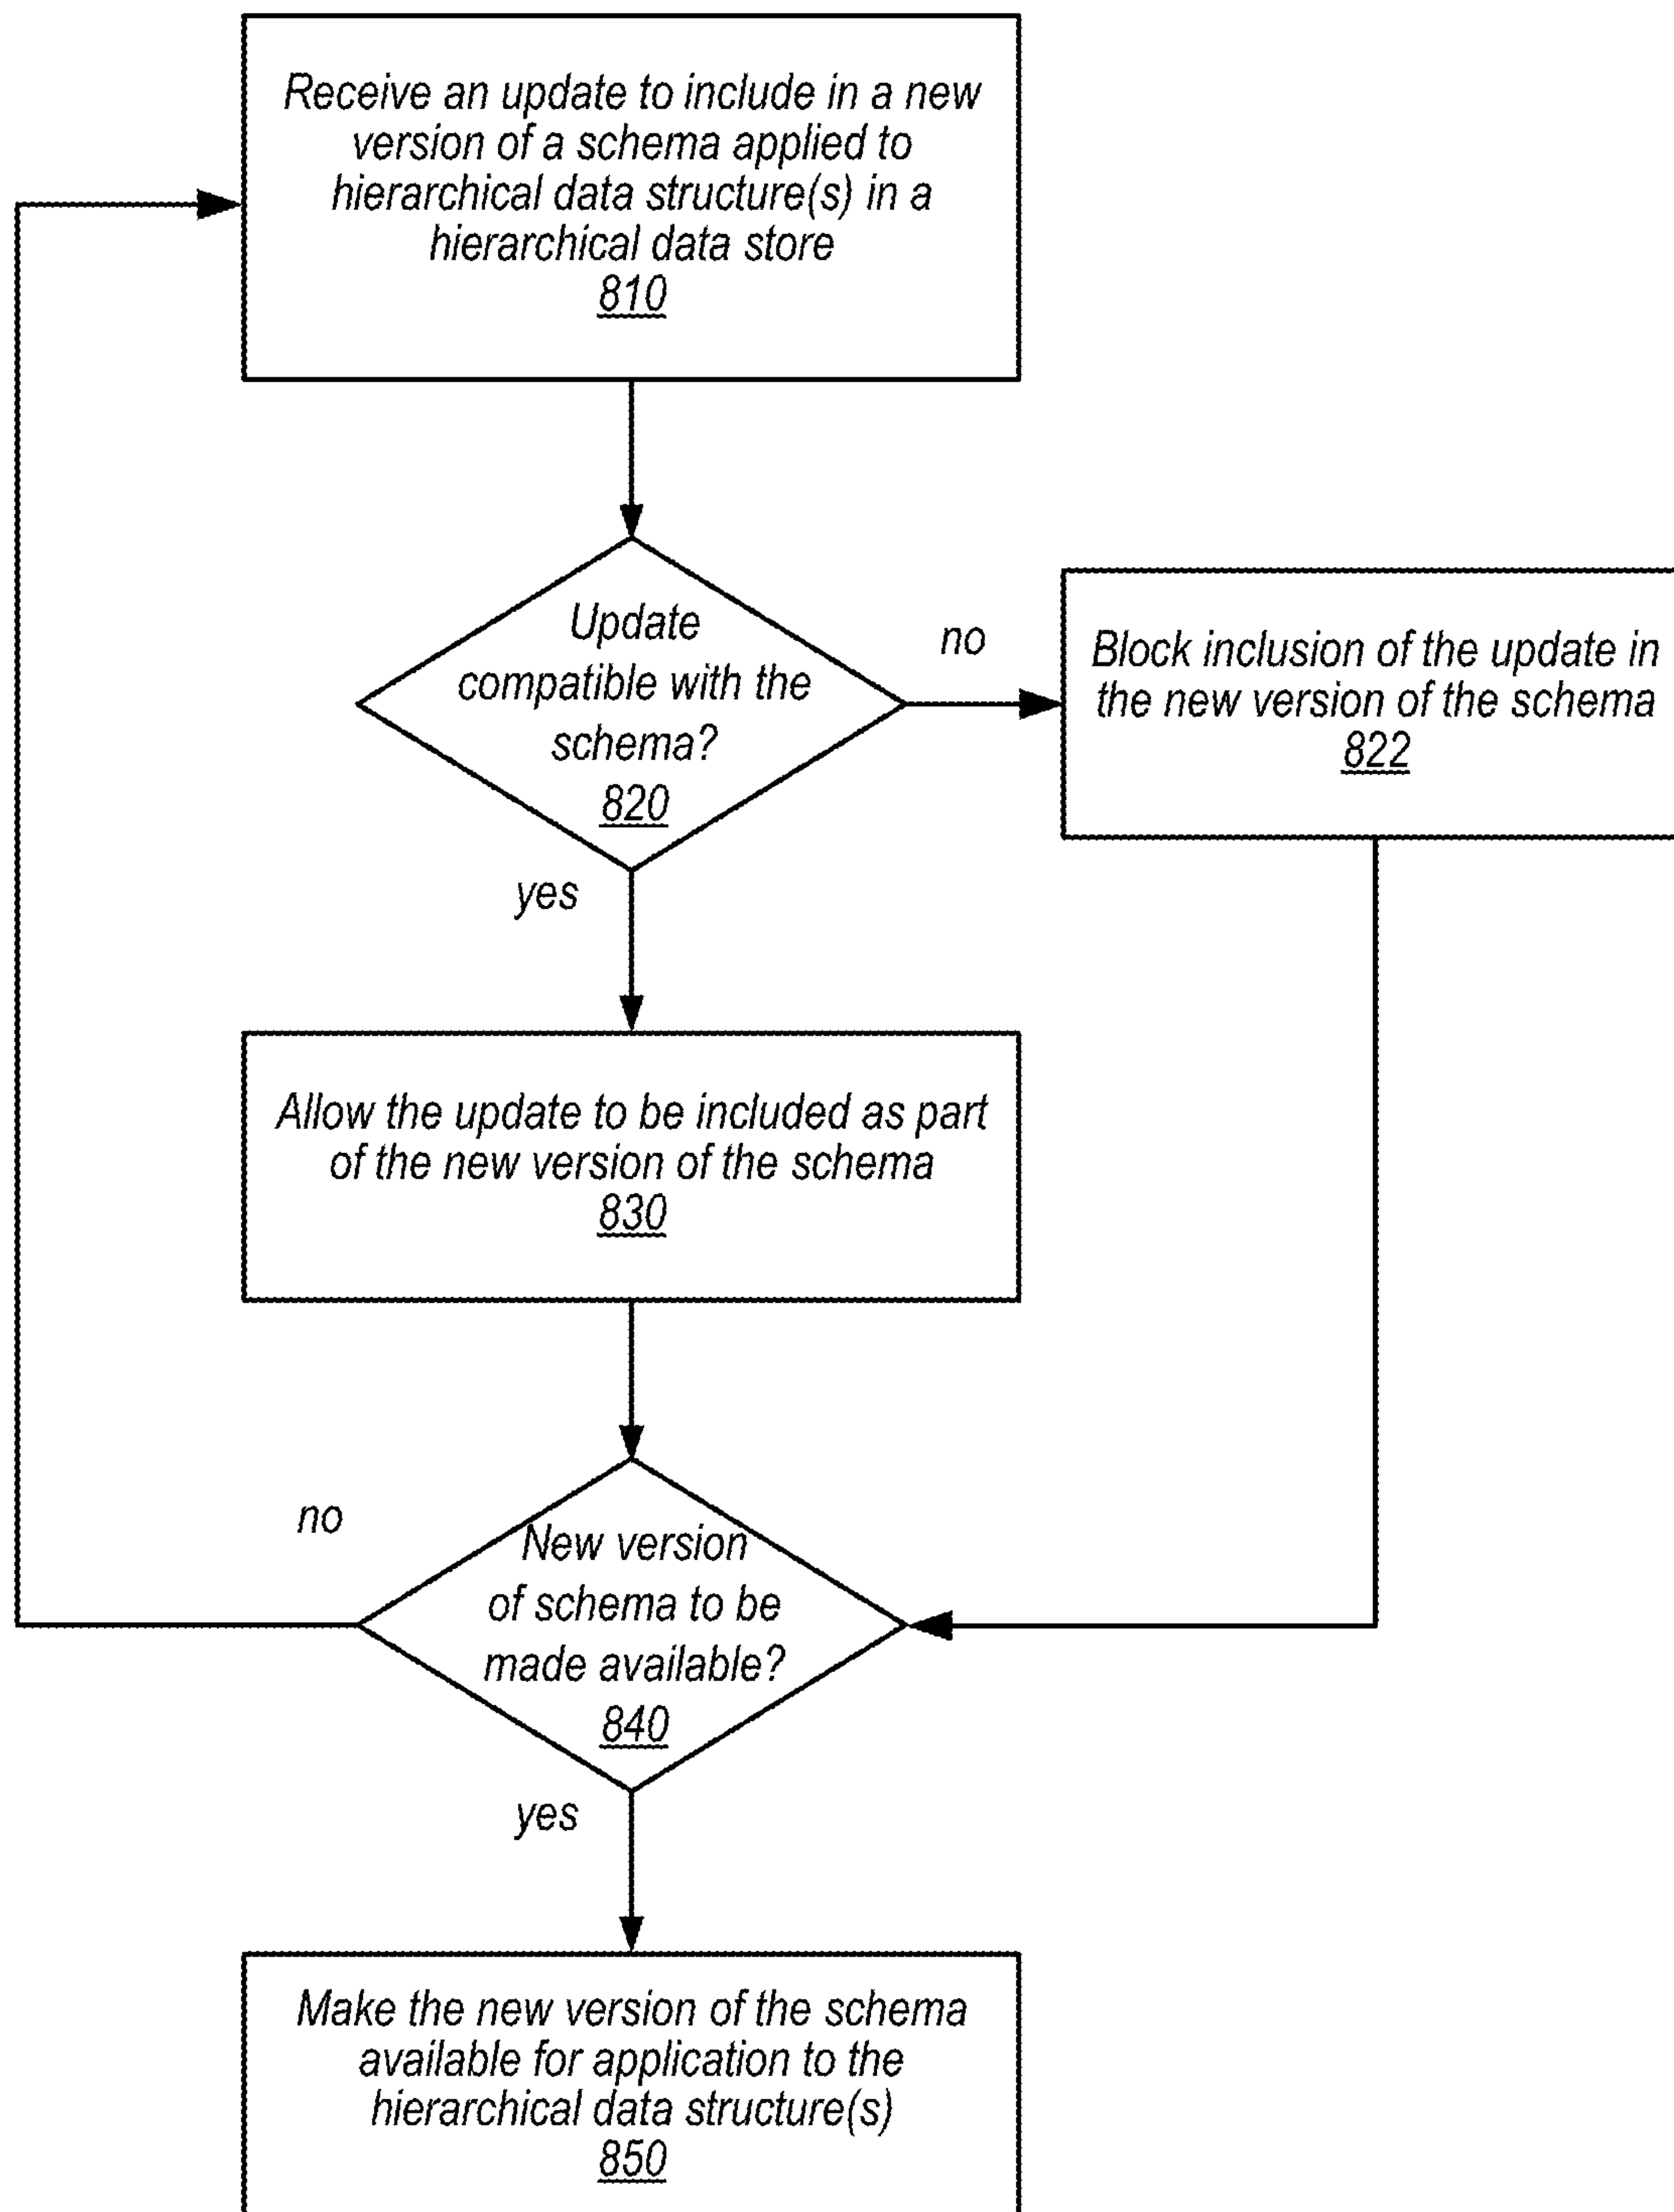 Receive an update to include in a new
version of a schema applied to
hierarchical data structure(s) in a
hierarchical data store
810
Update
compatible with the
schema?
820
no
Block inclusion of the update in
the new version of the schema
822
yes
Allow the update to be included as part
of the new version of the schema
830
no
New version
of schema to be
made available?
840
yes
Make the new version of the schema
available for application to the
hierarchical data structure(s)
850